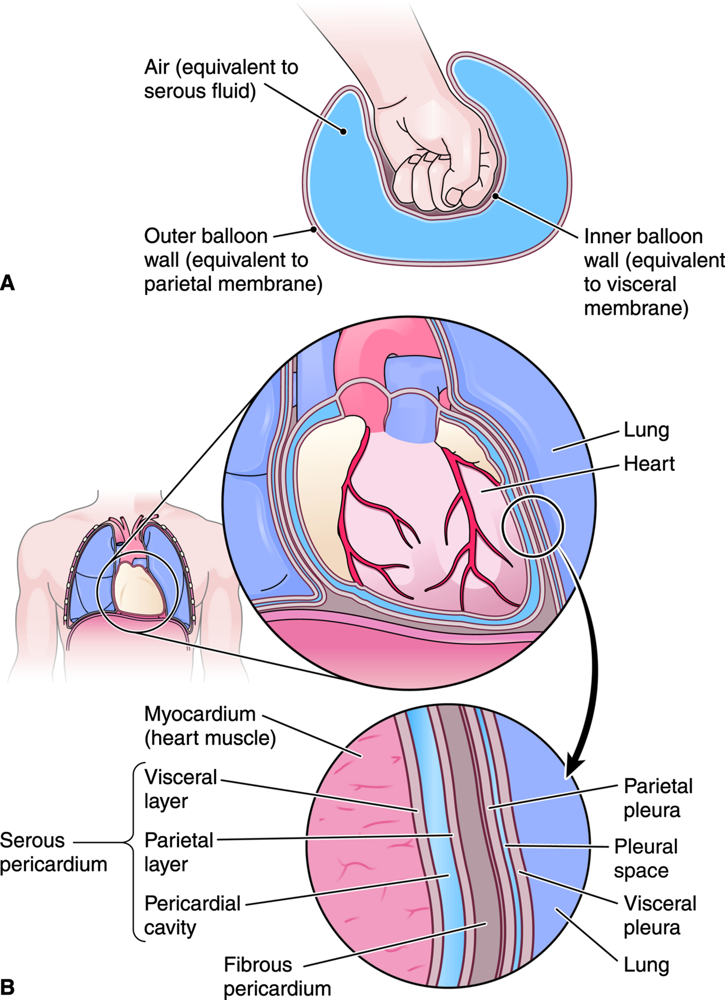 Air (equivalent to
serous fluid)
Outer balloon
wall (equivalent to
parietal membrane)
Inner balloon
wall (equivalent
to visceral
membrane)
A
Lung
Heart
Myocardium
(heart muscle)
Visceral
layer
Parietal
layer
Serous
pericardium
Pericardial
cavity
Fibrous
pericardium
Parietal
pleura
Pleural
space
Visceral
pleura
Lung
B